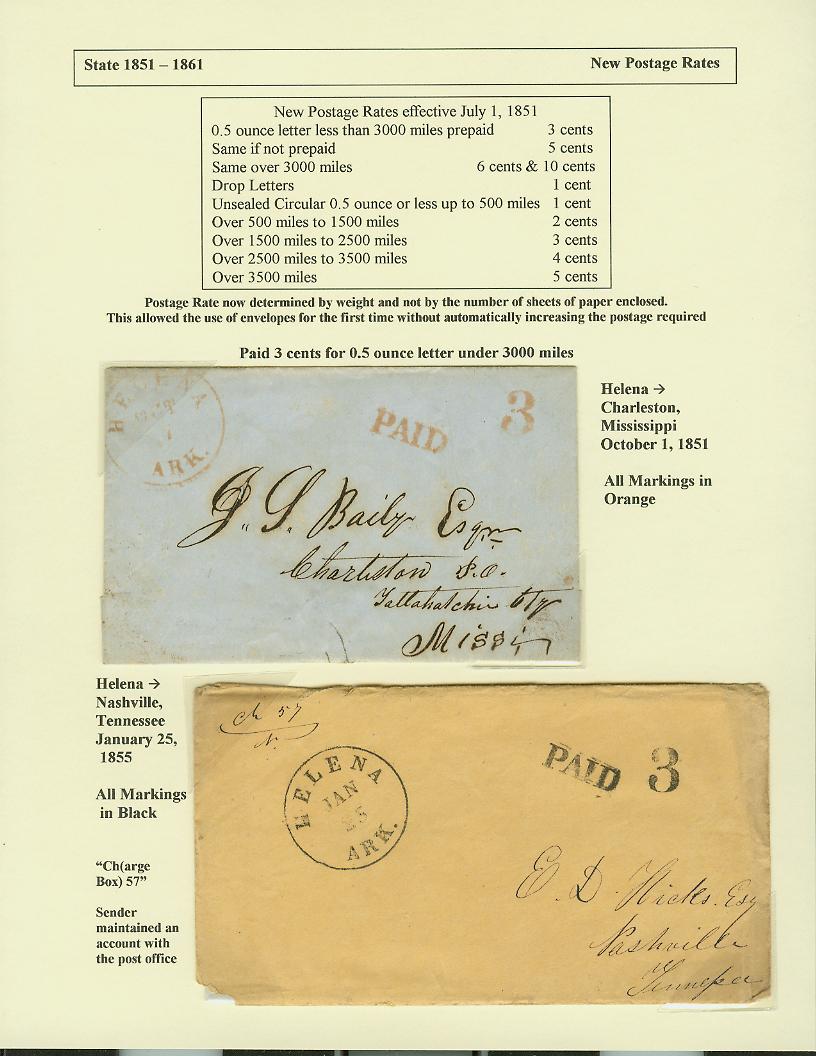 State 1851 – 1861 New Postage Rates
New Postage Rates effective July 1, 1851
0.5 ounce letter less than 3000 miles prepaid 3 cents
Same if not prepaid 5 cents
Same over 3000 miles 6 cents & 10 cents
Drop Letters 1 cent
Unsealed Circular 0.5 ounce or less up to 500 miles 1 cent
Over 500 miles to 1500 miles 2 cents
Over 1500 miles to 2500 miles 3 cents
Over 2500 miles to 3500 miles 4 cents
Over 3500 miles 5 cents
Postage Rate now determined by weight and not by the number of sheets of paper enclosed.
This allowed the use of envelopes for the first time without automatically increasing the postage required
Paid 3 cents for 0.5 ounce letter under 3000 miles
HELENA
1
ARK.
PAID 3
J. S. Baily Esqr
Charleston P.O.
Tallahatchie Cty
Missi
Helena →
Charleston,
Mississippi
October 1, 1851
All Markings in
Orange
Helena →
Nashville,
Tennessee
January 25,
1855
All Markings
in Black
"Ch(arge
Box) 57"
Sender
maintained an
account with
the post office
Ch 57
HELENA
JAN
25
ARK.
PAID 3
E. D. Hicks. Esq
Nashville
Tennessee